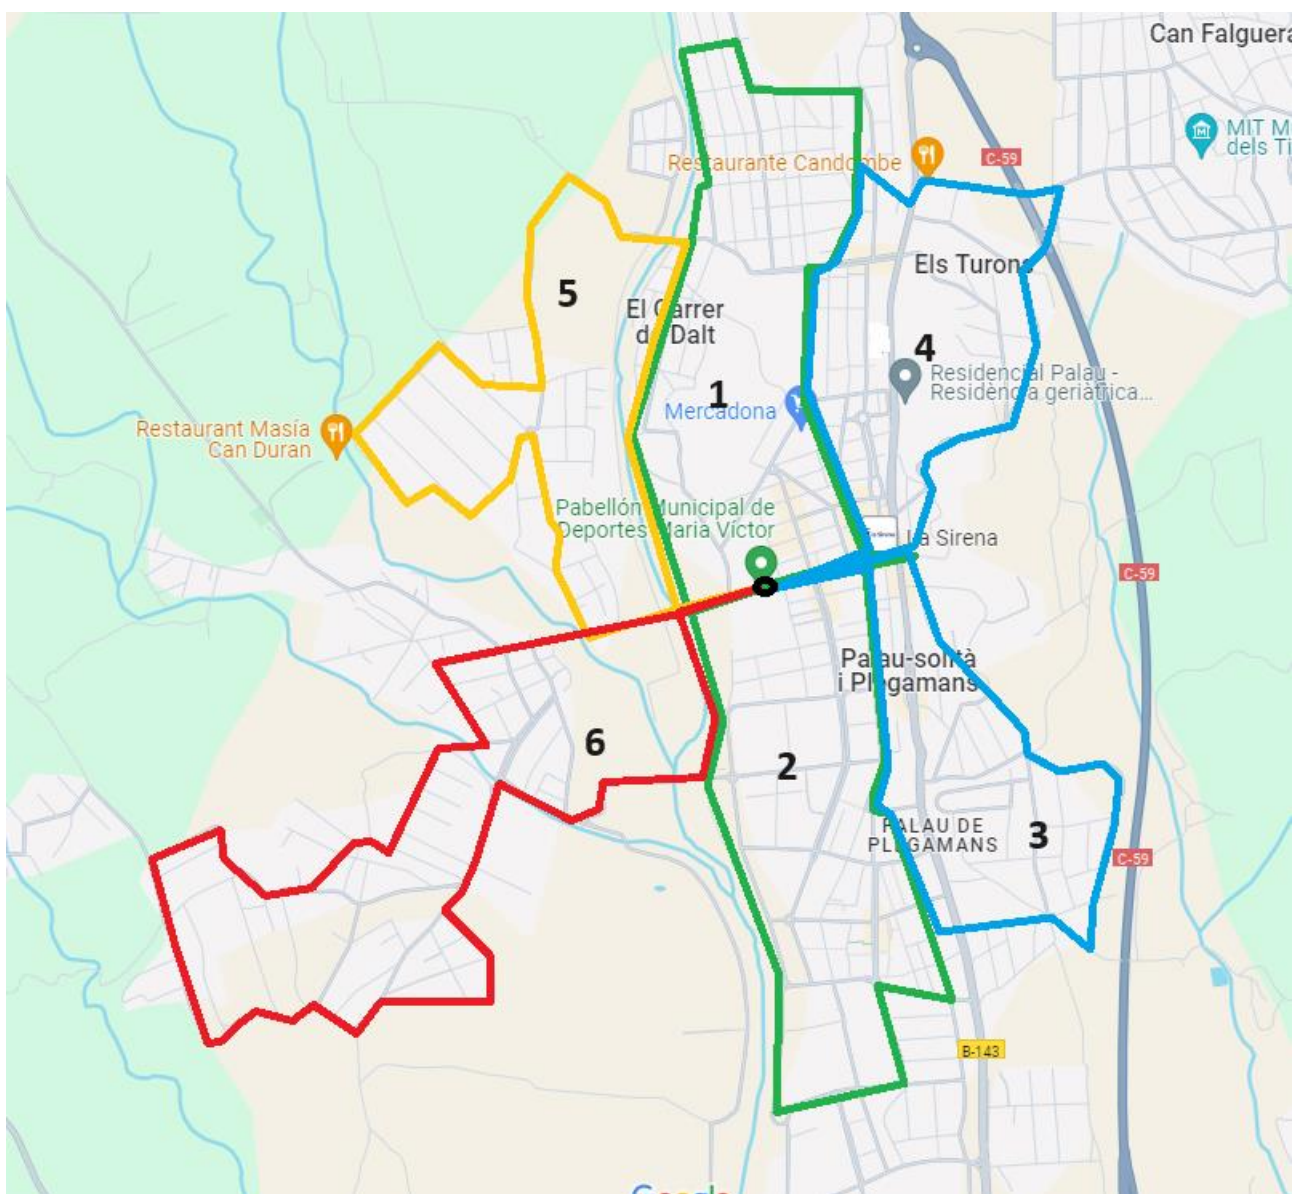 Can Falguera
MIT M
dels Ti
Restaurante Candombe
C-59
Els Turons
5
El Carrer
de Dalt
4
1
Residencial Palau -
Residència geriàtrica...
Mercadona
Restaurant Masía
Can Duran
Pabellón Municipal de
Deportes Maria Víctor
La Sirena
C-59
Palau-solità
i Plegamans
6
2
PALAU DE
PLEGAMANS
3
C-59
B-143
Google